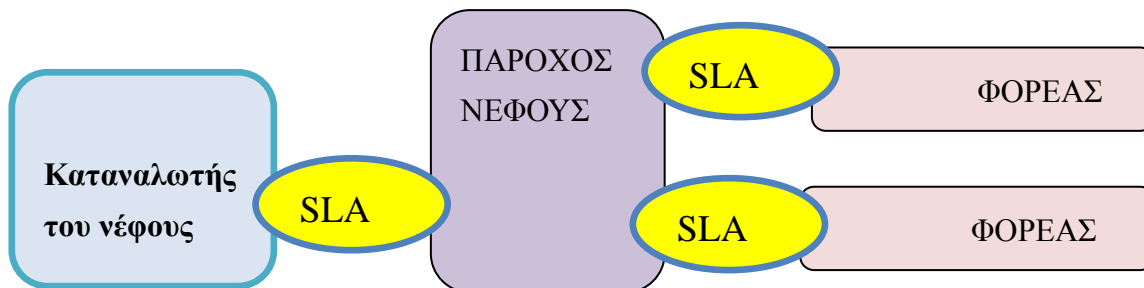 ΠΑΡΟΧΟΣ
ΝΕΦΟΥΣ
SLA
ΦΟΡΕΑΣ
Καταναλωτής
του νέφους
SLA
SLA
ΦΟΡΕΑΣ